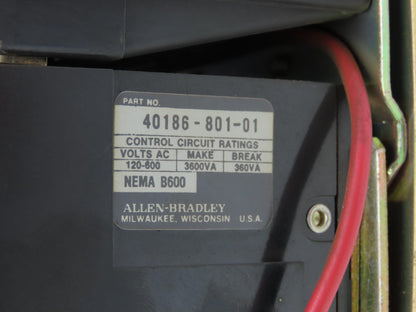 PART NO.
40186-801-01
CONTROL CIRCUIT RATINGS
VOLTS AC MAKE BREAK
120-600 3600VA 360VA
NEMA B600
ALLEN-BRADLEY
MILWAUKEE, WISCONSIN U.S.A.